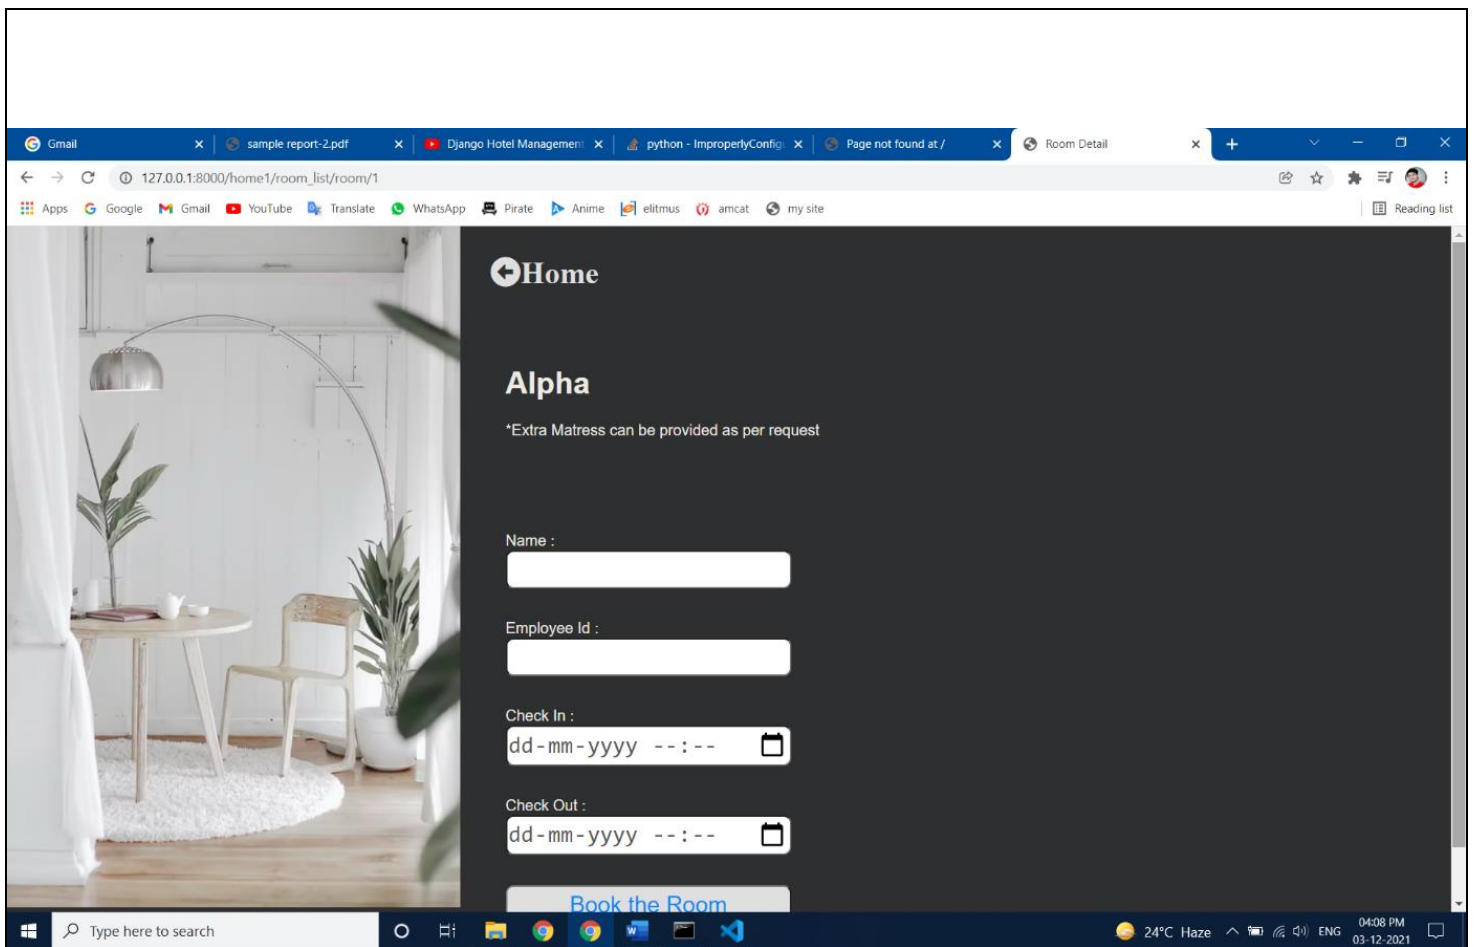 Gmail
sample report-2.pdf
Django Hotel Management
python - ImproperlyConfig
Page not found at /
Room Detail
127.0.0.1:8000/home1/room_list/room/1
Apps Google Gmail YouTube Translate WhatsApp Pirate Anime elitmus amcat my site Reading list
Home
Alpha
*Extra Matress can be provided as per request
Name :
Employee Id :
Check In :
dd-mm-yyyy --:--
Check Out :
dd-mm-yyyy --:--
Book the Room
Type here to search
24°C Haze
ENG
04:08 PM
03-12-2021